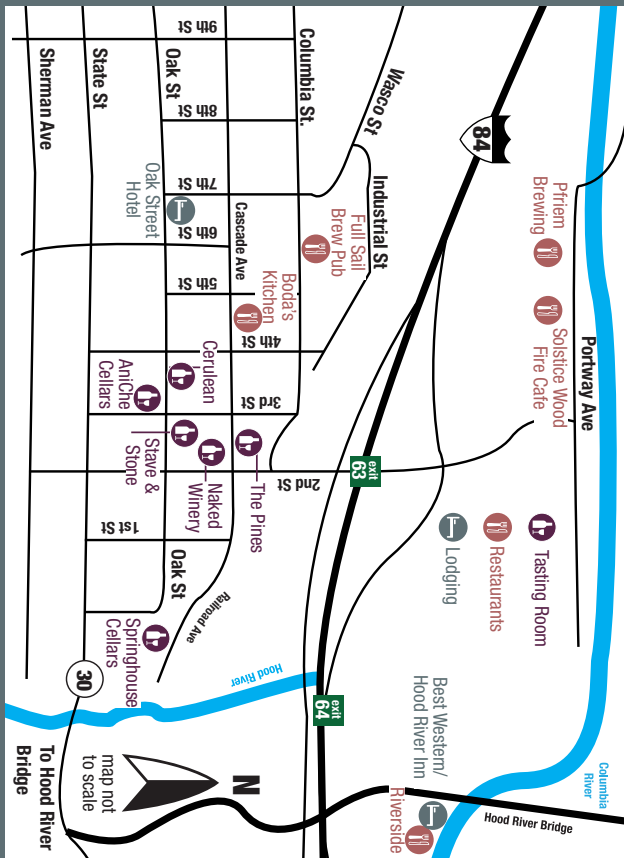 Columbia
River
Portway Ave
Pfriem
Brewing
Solstice Wood
Fire Cafe
84
Wasco St
Industrial St
Full Sail
Brew Pub
Columbia St.
Boda's
Kitchen
Cascade Ave
Oak St
State St
Sherman Ave
9th St
8th St
7th St
6th St
5th St
4th St
3rd St
2nd St
1st St
Oak Street
Hotel
Cerulean
AniChe
Cellars
Stave &
Stone
Naked
Winery
The Pines
exit
63
Tasting Room
Restaurants
Lodging
Oak St
Railroad Ave
Springhouse
Cellars
30
Hood River
exit
64
Best Western/
Hood River Inn
Riverside
Hood River Bridge
N
map not
to scale
To Hood River
Bridge